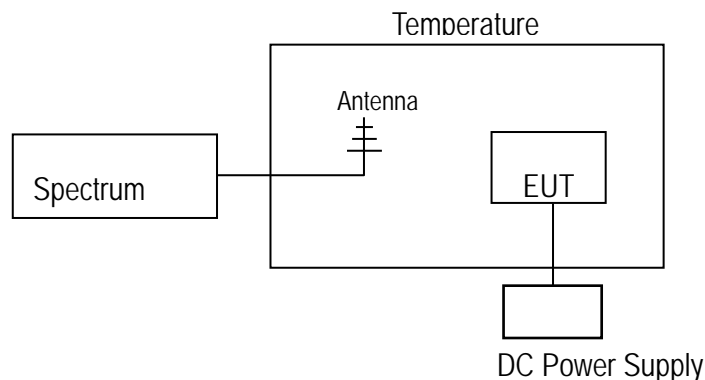 Temperature
Antenna
Spectrum
EUT
DC Power Supply